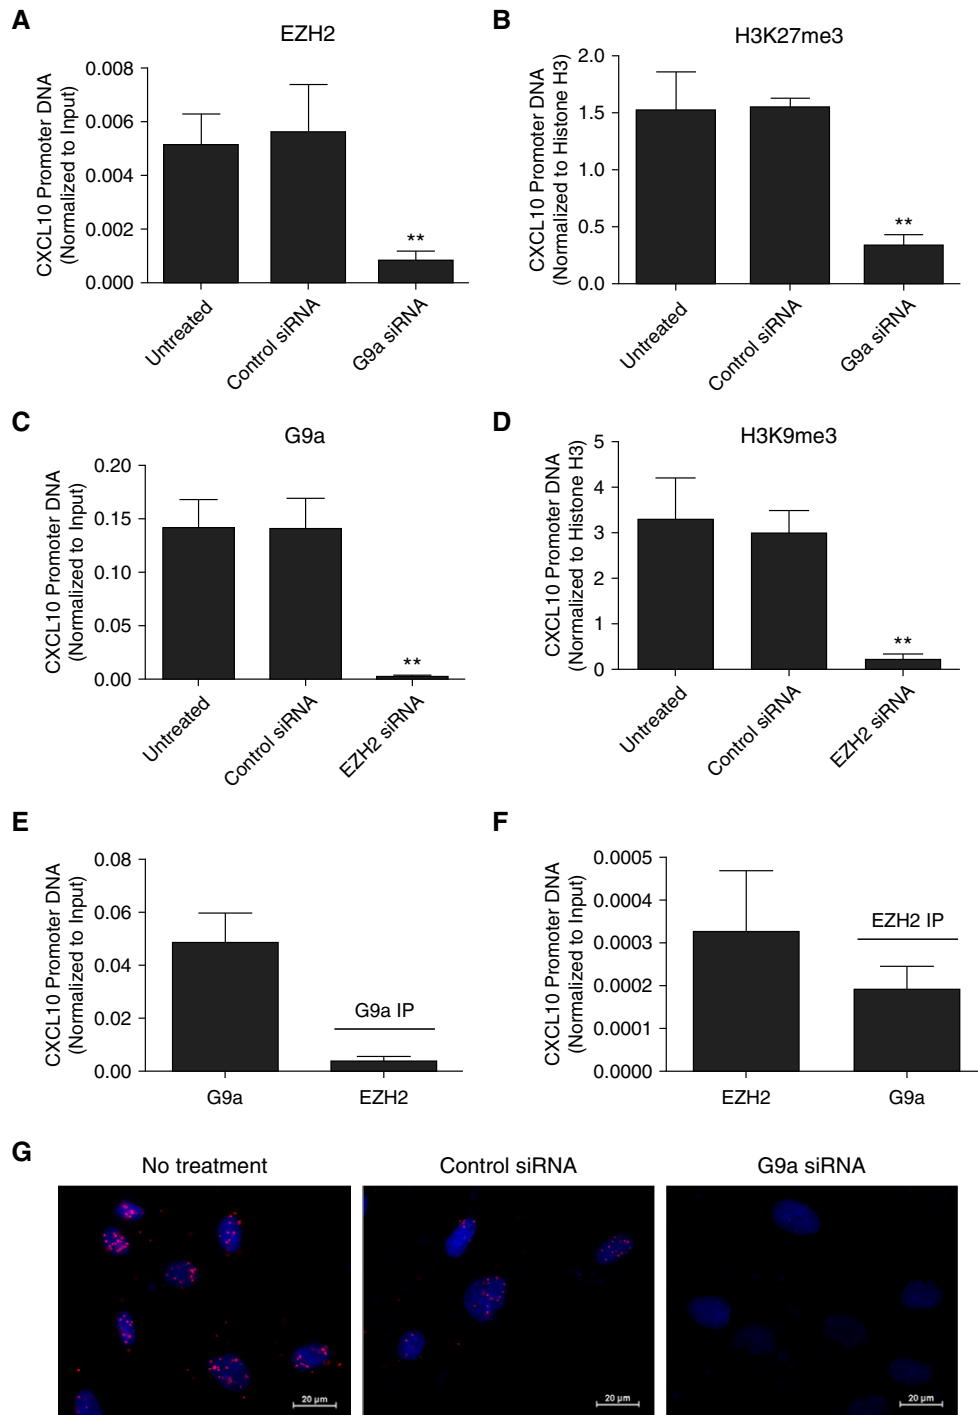 A
EZH2
CXCL10 Promoter DNA
(Normalized to Input)
0.008
0.006
0.004
0.002
0.000
**
Untreated
Control siRNA
G9a siRNA
B
H3K27me3
CXCL10 Promoter DNA
(Normalized to Histone H3)
2.0
1.5
1.0
0.5
0.0
**
Untreated
Control siRNA
G9a siRNA
C
G9a
CXCL10 Promoter DNA
(Normalized to Input)
0.20
0.15
0.10
0.05
0.00
**
Untreated
Control siRNA
EZH2 siRNA
D
H3K9me3
CXCL10 Promoter DNA
(Normalized to Histone H3)
5
4
3
2
1
0
**
Untreated
Control siRNA
EZH2 siRNA
E
CXCL10 Promoter DNA
(Normalized to Input)
0.08
0.06
0.04
0.02
0.00
G9a IP
G9a
EZH2
F
CXCL10 Promoter DNA
(Normalized to Input)
0.0005
0.0004
0.0003
0.0002
0.0001
0.0000
EZH2 IP
EZH2
G9a
G
No treatment
Control siRNA
G9a siRNA
20 µm
20 µm
20 µm